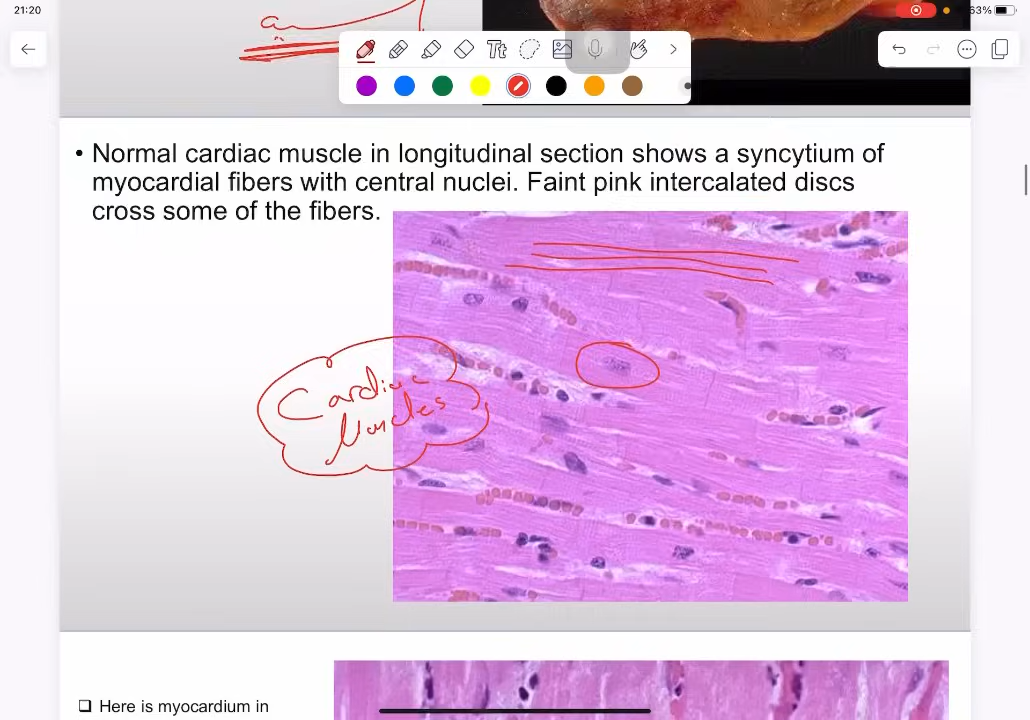 21:20
63%
Tt
• Normal cardiac muscle in longitudinal section shows a syncytium of
myocardial fibers with central nuclei. Faint pink intercalated discs
cross some of the fibers.
Cardiac
Muscles
❑ Here is myocardium in